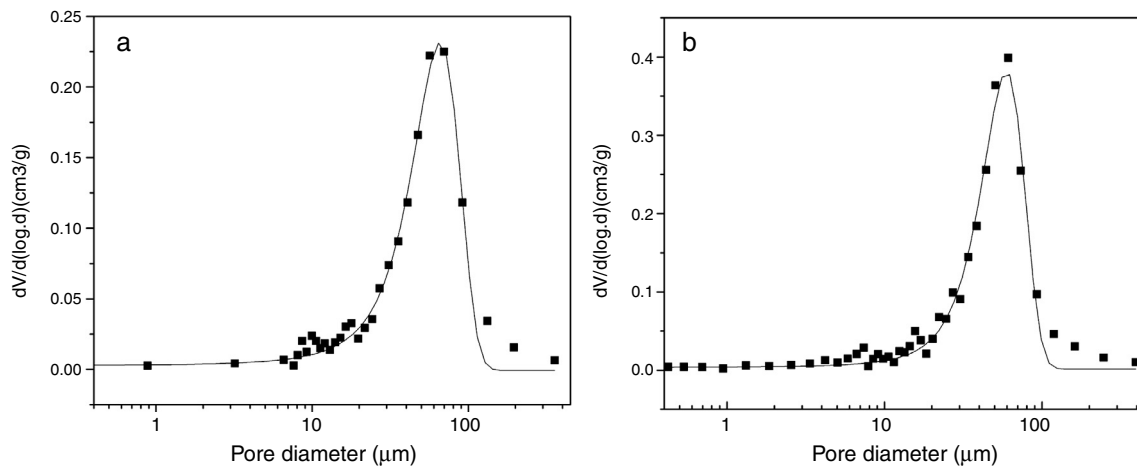 a
0.25
0.20
0.15
0.10
0.05
0.00
dV/d(log.d)(cm3/g)
1
10
100
Pore diameter (μm)
b
0.4
0.3
0.2
0.1
0.0
dV/d(log.d)(cm3/g)
1
10
100
Pore diameter (μm)